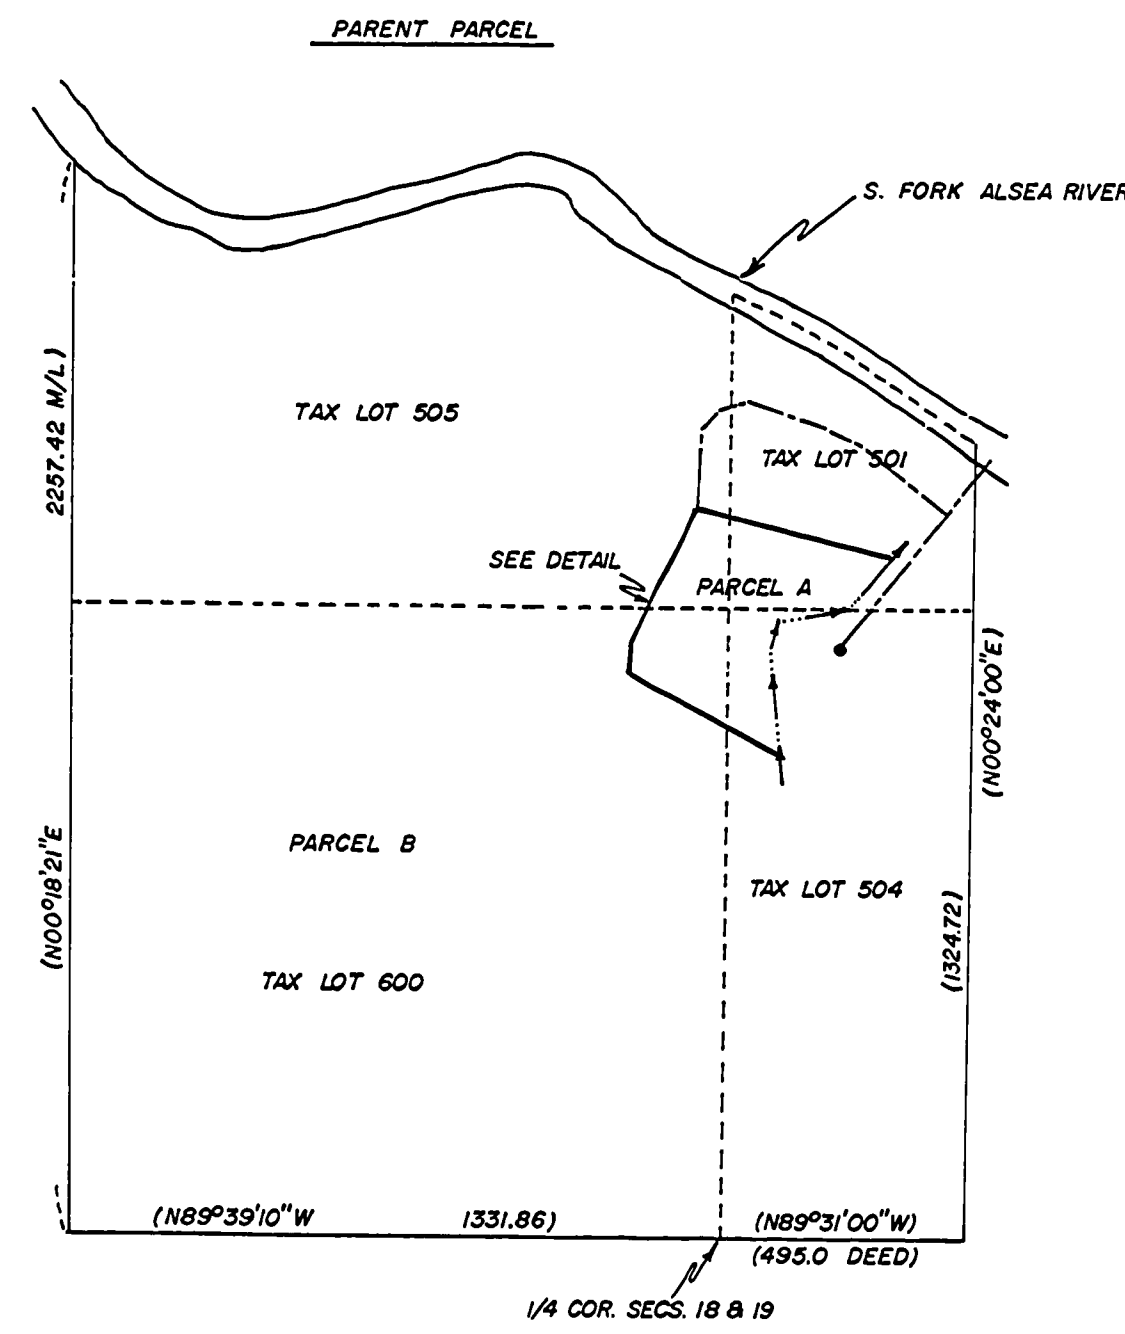 PARENT PARCEL
S. FORK ALSEA RIVER
2257.42 M/L)
TAX LOT 505
TAX LOT 501
SEE DETAIL
PARCEL A
(N00°24'00"E)
PARCEL B
(N00°18'21"E
TAX LOT 504
(1324.72)
TAX LOT 600
(N89°39'10"W 1331.86)
(N89°31'00"W)
(495.0 DEED)
1/4 COR. SECS. 18 & 19